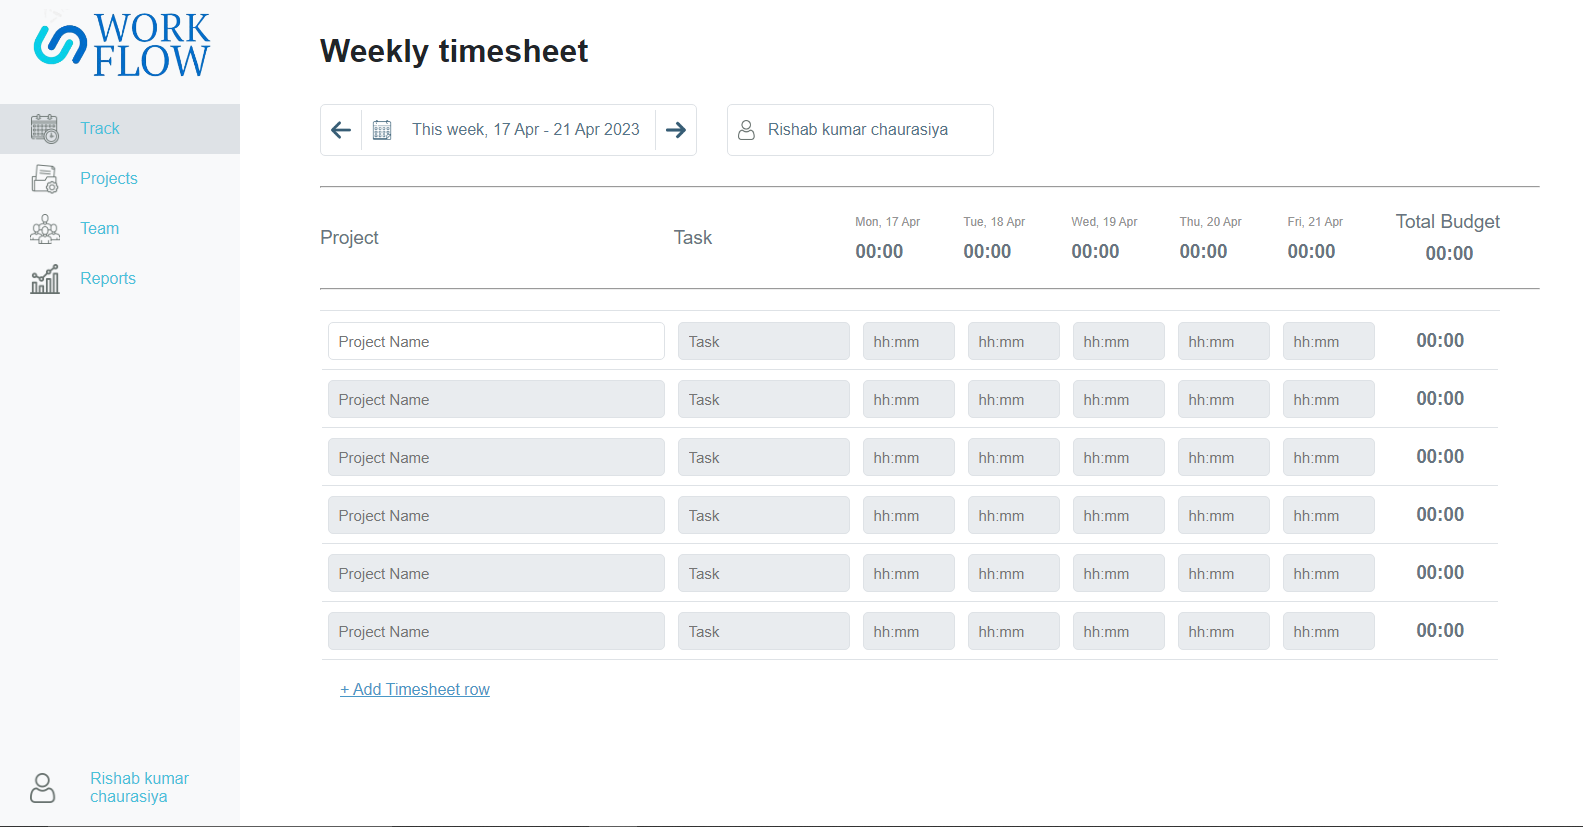 WORK
FLOW
Track
Projects
Team
Reports
Rishab kumar
chaurasiya
Weekly timesheet
This week, 17 Apr - 21 Apr 2023
Rishab kumar chaurasiya
Project Task Mon, 17 Apr Tue, 18 Apr Wed, 19 Apr Thu, 20 Apr Fri, 21 Apr Total Budget
00:00 00:00 00:00 00:00 00:00 00:00
Project Name Task hh:mm hh:mm hh:mm hh:mm hh:mm 00:00
Project Name Task hh:mm hh:mm hh:mm hh:mm hh:mm 00:00
Project Name Task hh:mm hh:mm hh:mm hh:mm hh:mm 00:00
Project Name Task hh:mm hh:mm hh:mm hh:mm hh:mm 00:00
Project Name Task hh:mm hh:mm hh:mm hh:mm hh:mm 00:00
Project Name Task hh:mm hh:mm hh:mm hh:mm hh:mm 00:00
+ Add Timesheet row